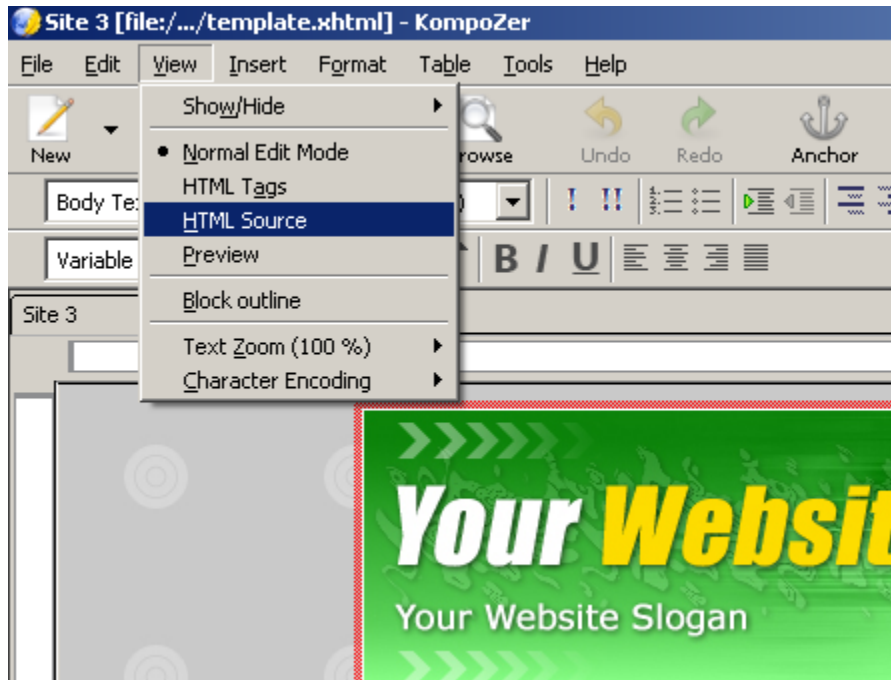 Site 3 [file:/.../template.xhtml] - KompoZer
File Edit View Insert Format Table Tools Help
Show/Hide
New rowse Undo Redo Anchor
Normal Edit Mode
HTML Tags
Body Te
HTML Source
Preview
Variable B I U
Block outline
Site 3
Text Zoom (100 %)
Character Encoding
Your Websit
Your Website Slogan